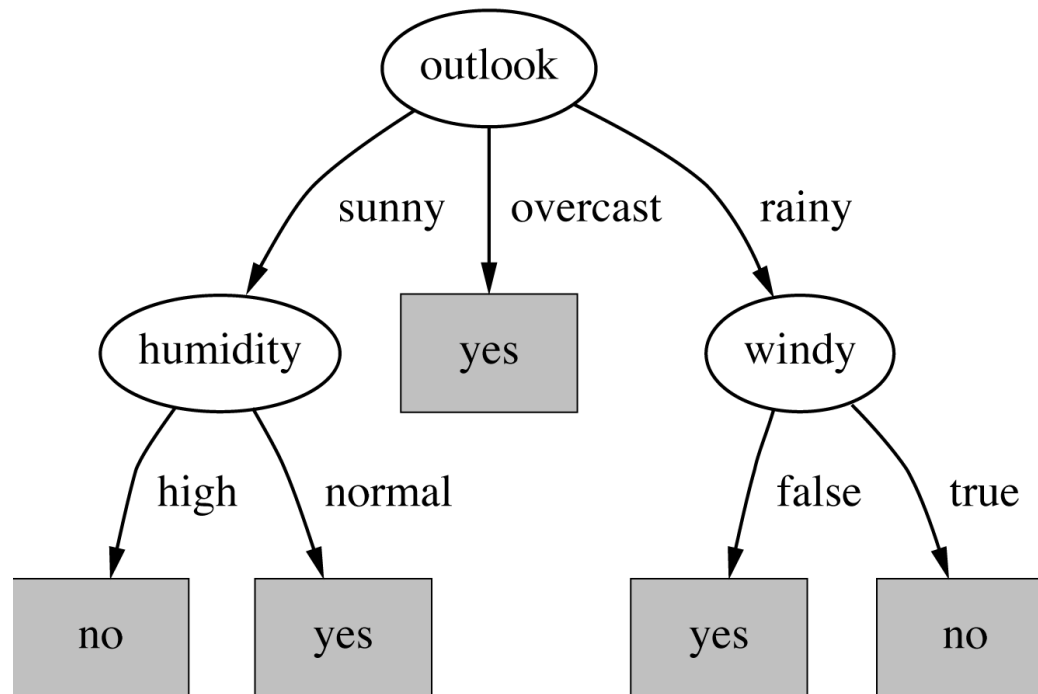 outlook
sunny overcast rainy
humidity yes windy
high normal false true
no yes yes no